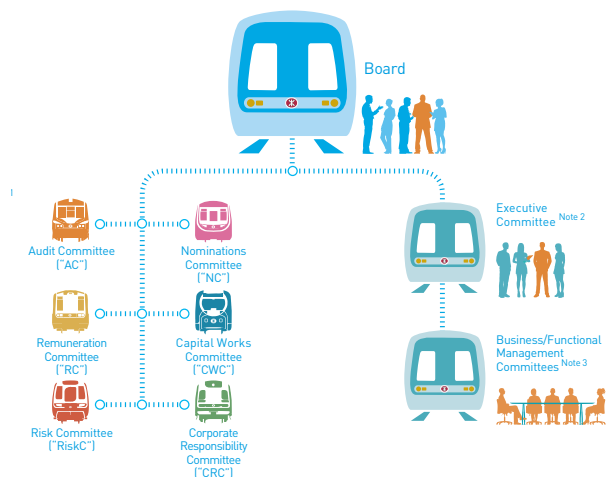 Board
Executive
Committee Note 2
Audit Committee
("AC")
Nominations
Committee
("NC")
Remuneration
Committee
("RC")
Capital Works
Committee
("CWC")
Business/Functional
Management
Committees Note 3
Risk Committee
("RiskC")
Corporate
Responsibility
Committee
("CRC")